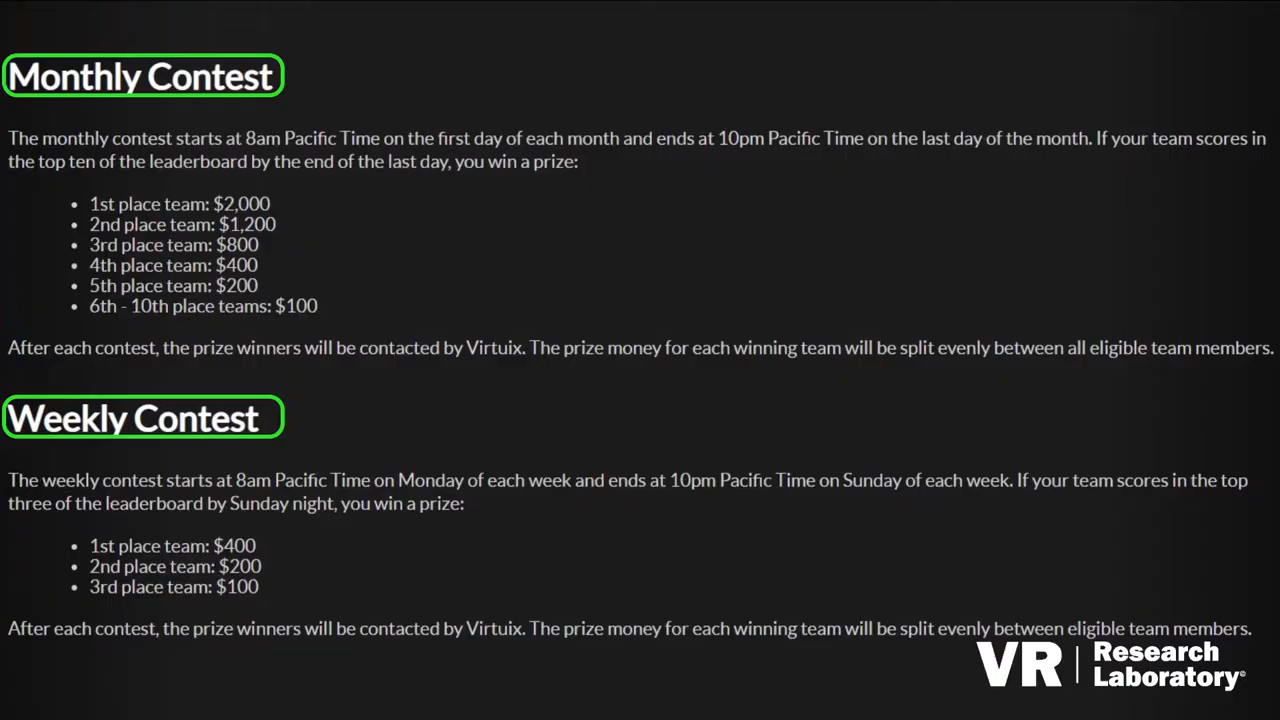 Monthly Contest
The monthly contest starts at 8am Pacific Time on the first day of each month and ends at 10pm Pacific Time on the last day of the month. If your team scores in
the top ten of the leaderboard by the end of the last day, you win a prize:
• 1st place team: $2,000
• 2nd place team: $1,200
• 3rd place team: $800
• 4th place team: $400
• 5th place team: $200
• 6th - 10th place teams: $100
After each contest, the prize winners will be contacted by Virtuix. The prize money for each winning team will be split evenly between all eligible team members.
Weekly Contest
The weekly contest starts at 8am Pacific Time on Monday of each week and ends at 10pm Pacific Time on Sunday of each week. If your team scores in the top
three of the leaderboard by Sunday night, you win a prize:
• 1st place team: $400
• 2nd place team: $200
• 3rd place team: $100
After each contest, the prize winners will be contacted by Virtuix. The prize money for each winning team will be split evenly between eligible team members.
VR | Research
Laboratory®